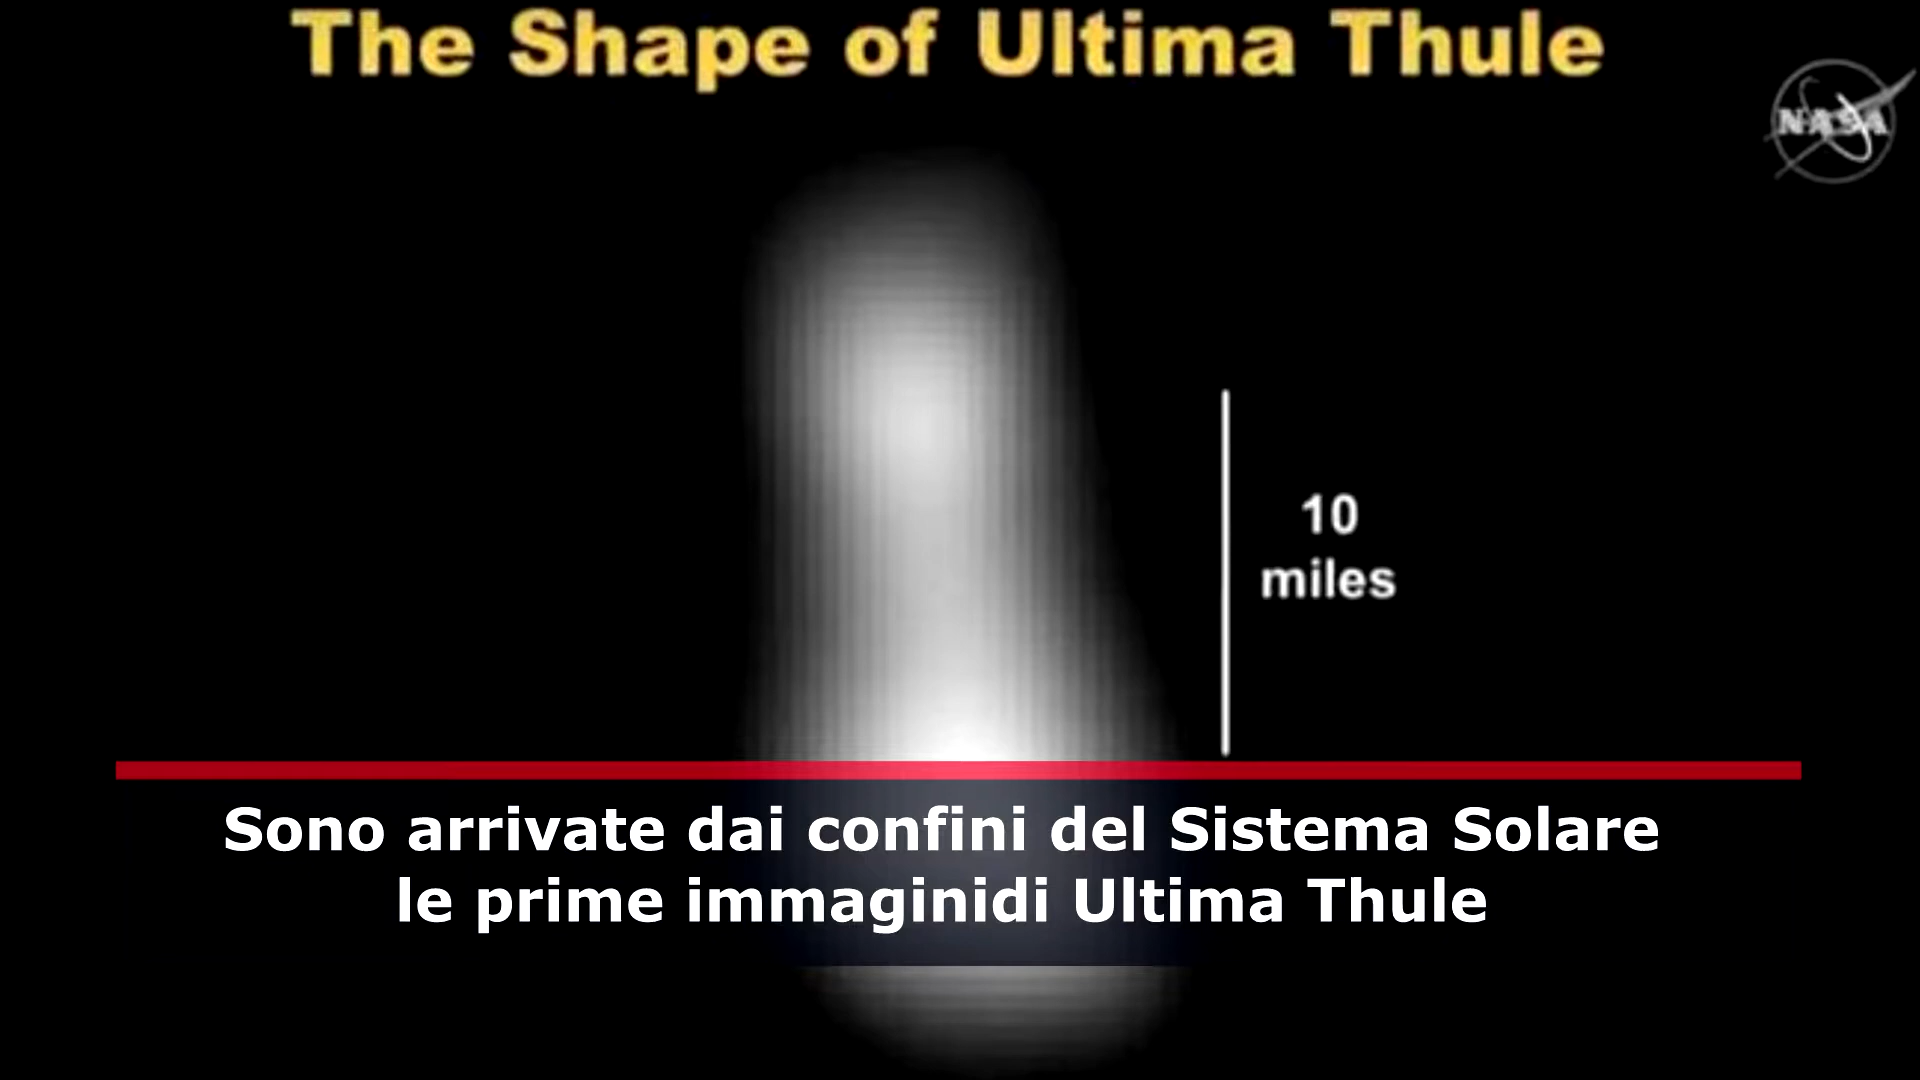 The Shape of Ultima Thule
NASA
10
miles
Sono arrivate dai confini del Sistema Solare
le prime immaginidi Ultima Thule